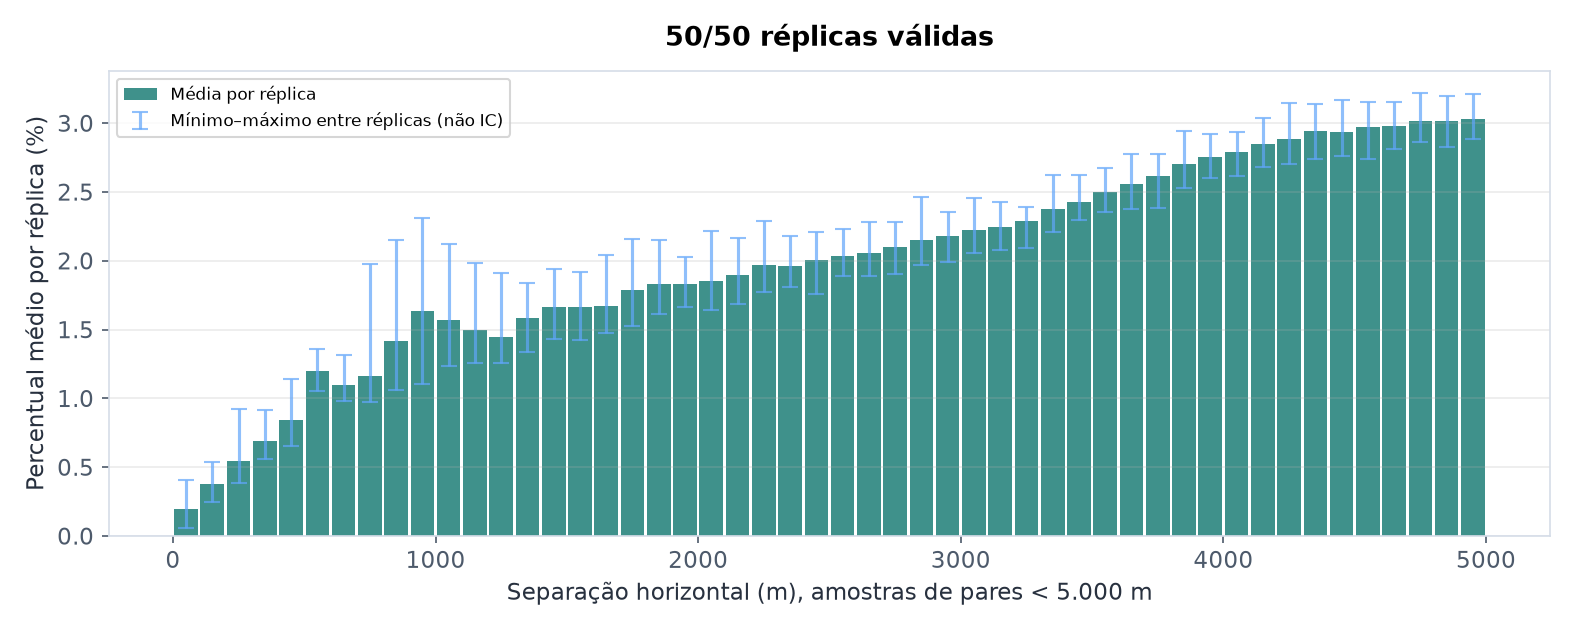 50/50 réplicas válidas
Média por réplica
Mínimo–máximo entre réplicas (não IC)
Percentual médio por réplica (%)
3.0
2.5
2.0
1.5
1.0
0.5
0.0
0 1000 2000 3000 4000 5000
Separação horizontal (m), amostras de pares < 5.000 m